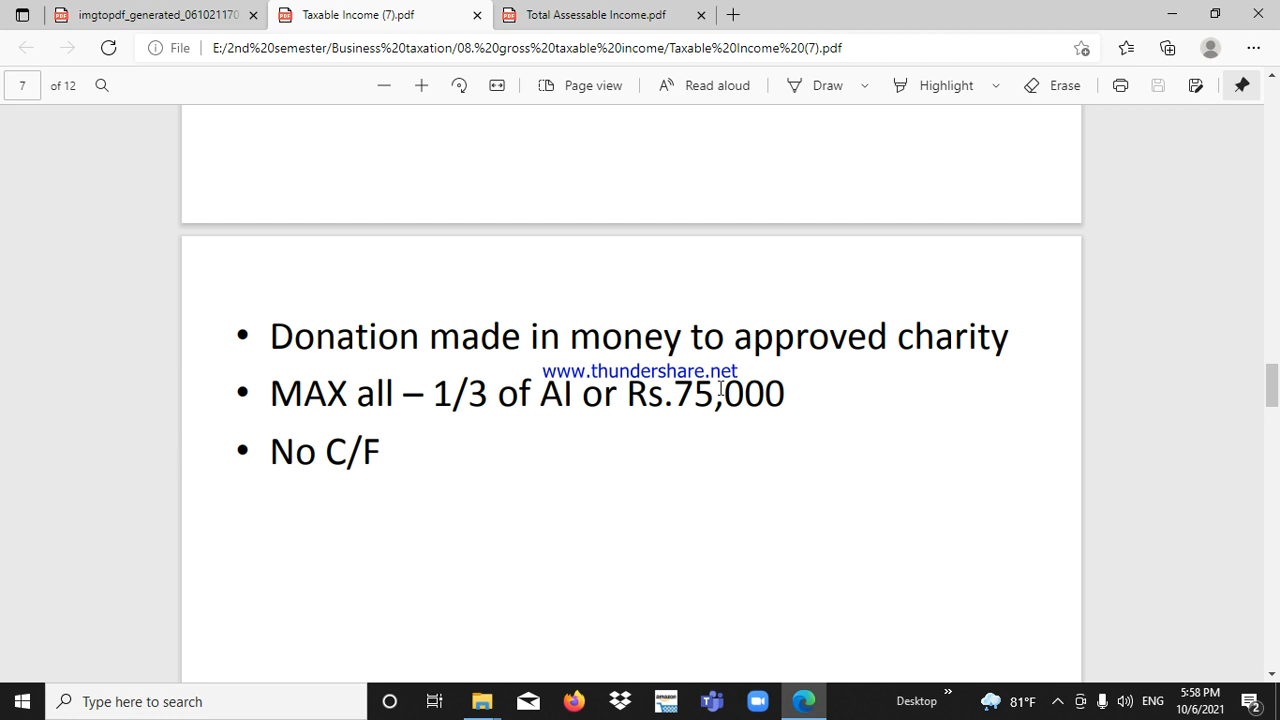 imgtopdf_generated_061021170
Taxable Income (7).pdf
Total Assessable Income.pdf
File
E:/2nd%20semester/Business%20taxation/08.%20gross%20taxable%20income/Taxable%20Income%20(7).pdf
7 of 12
Page view
Read aloud
Draw
Highlight
Erase
• Donation made in money to approved charity
www.thundershare.net
• MAX all – 1/3 of AI or Rs.75,000
• No C/F
Type here to search
amazon
Desktop
81°F
ENG
5:58 PM
10/6/2021
2